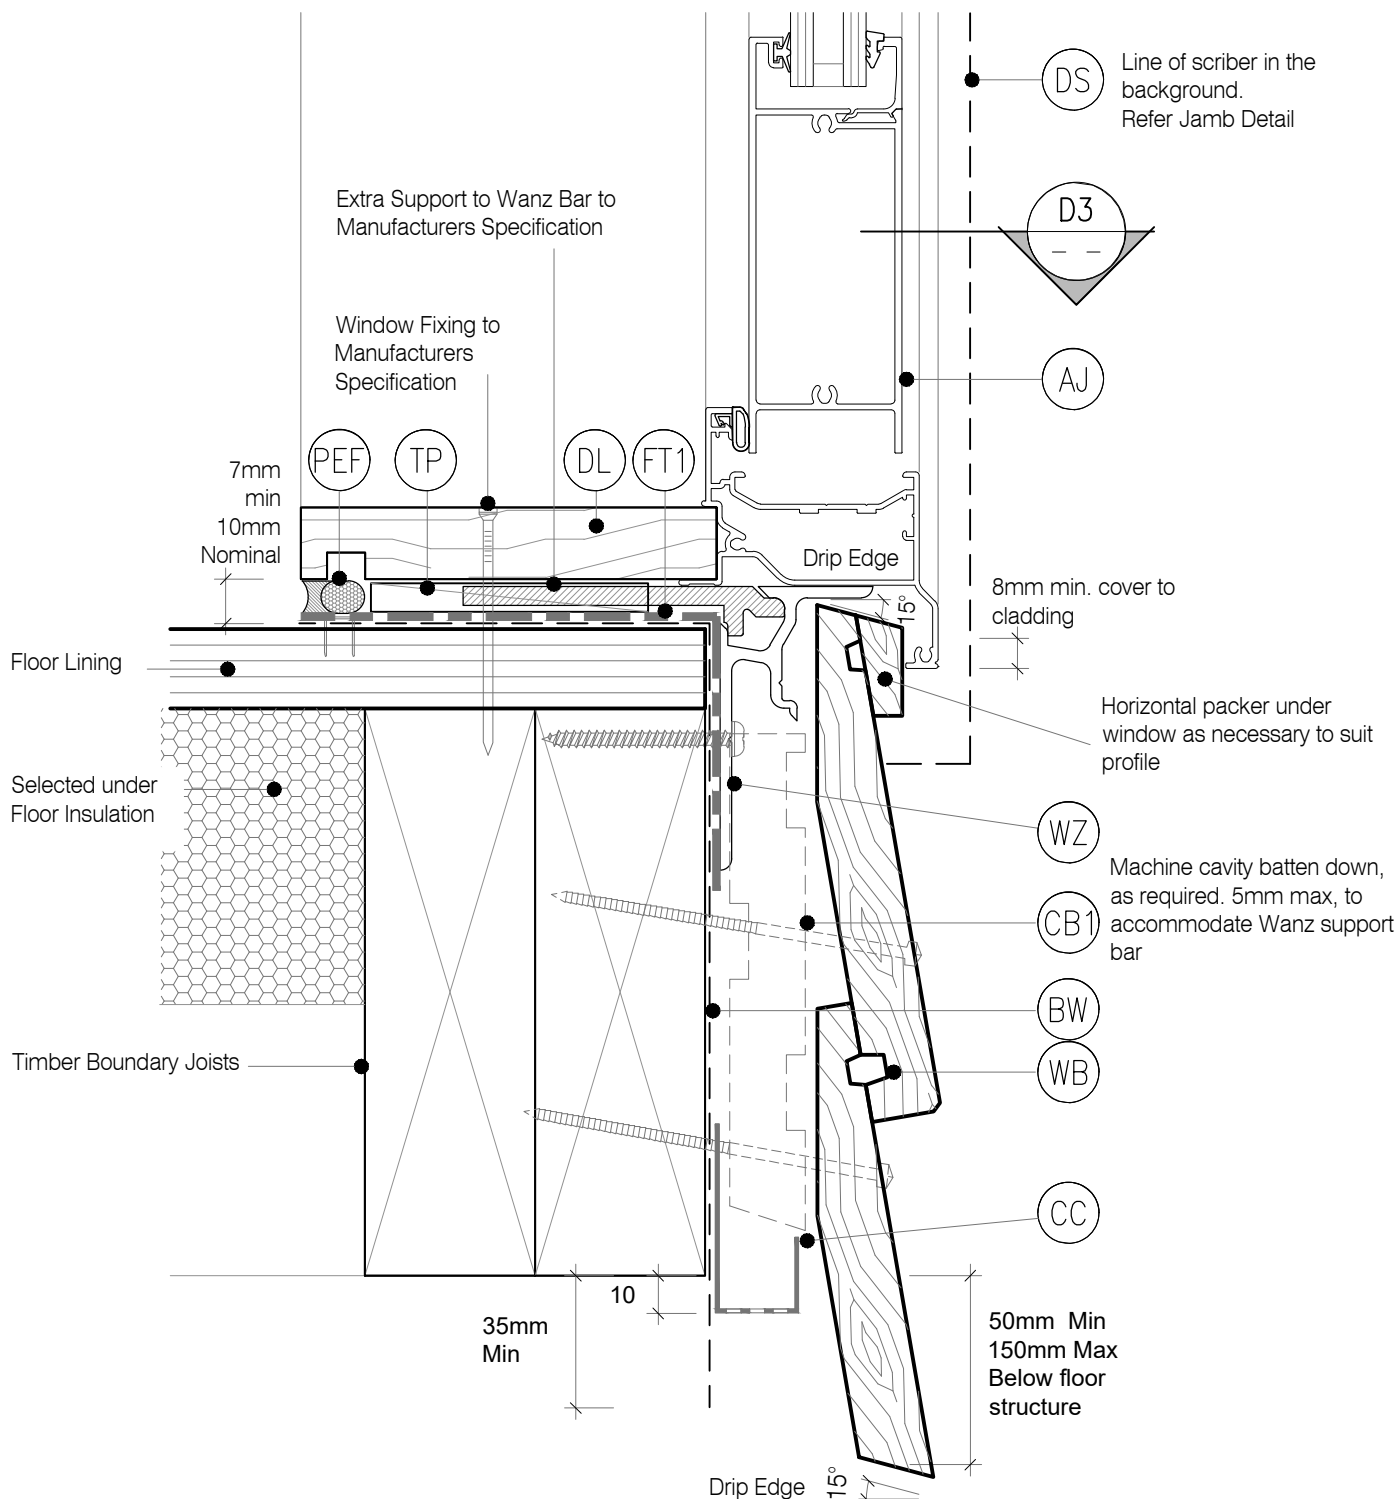 DS
Line of scriber in the
background.
Refer Jamb Detail
Extra Support to Wanz Bar to
Manufacturers Specification
D3
Window Fixing to
Manufacturers
Specification
AJ
PEF
TP
DL
FT1
7mm
min
10mm
Nominal
Drip Edge
15°
8mm min. cover to
cladding
Floor Lining
Horizontal packer under
window as necessary to suit
profile
Selected under
Floor Insulation
WZ
Machine cavity batten down,
as required. 5mm max, to
accommodate Wanz support
bar
CB1
BW
WB
Timber Boundary Joists
CC
10
35mm
Min
50mm Min
150mm Max
Below floor
structure
Drip Edge
15°